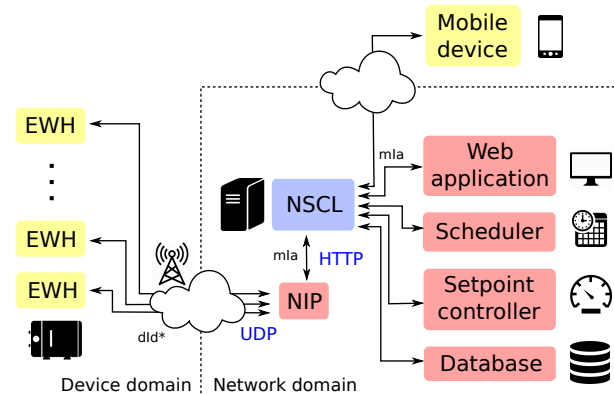 Mobile
device
EWH
mIa
Web
application
NSCL
EWH
Scheduler
mIa
HTTP
EWH
NIP
Setpoint
controller
dId*
UDP
Database
Device domain
Network domain